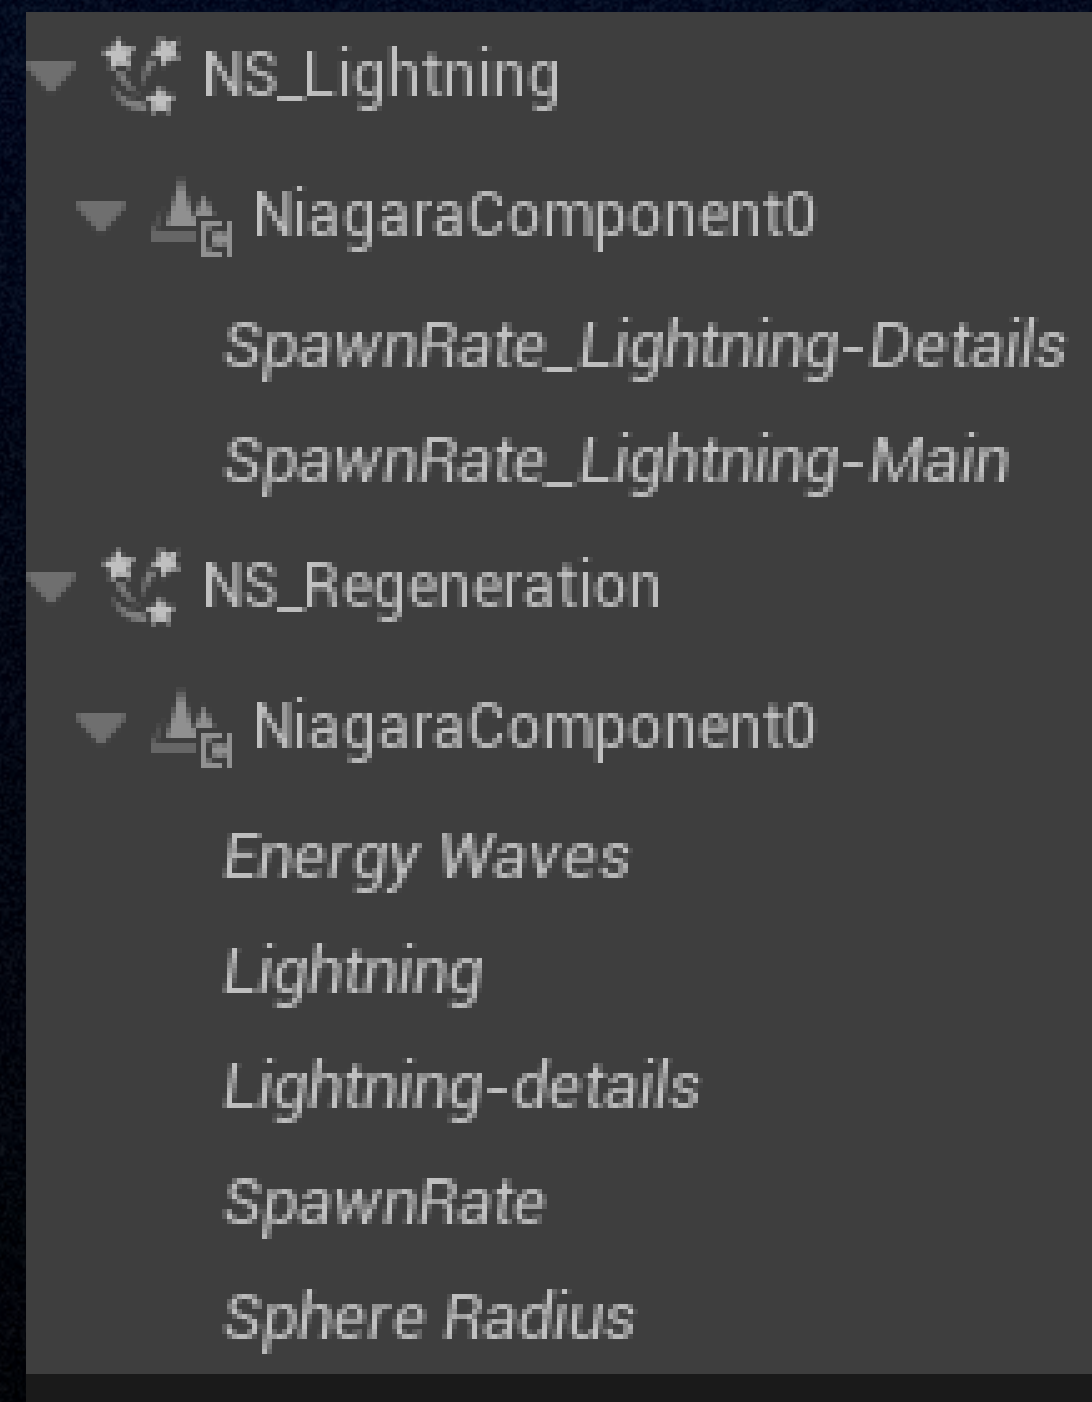 NS_Lightning
NiagaraComponent0
SpawnRate_Lightning-Details
SpawnRate_Lightning-Main
NS_Regeneration
NiagaraComponent0
Energy Waves
Lightning
Lightning-details
SpawnRate
Sphere Radius